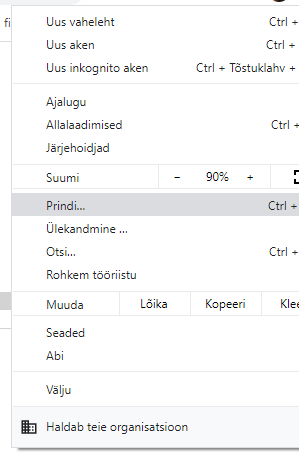 fi
Uus vaheleht Ctrl +
Uus aken Ctrl +
Uus inkognito aken Ctrl + Tõstuklahv +
Ajalugu
Allalaadimised Ctrl +
Järjehoidjad
Suumi − 90% +
Prindi... Ctrl +
Ülekandmine ...
Otsi... Ctrl +
Rohkem tööriistu
Muuda Lõika Kopeeri Klee
Seaded
Abi
Välju
Haldab teie organisatsioon